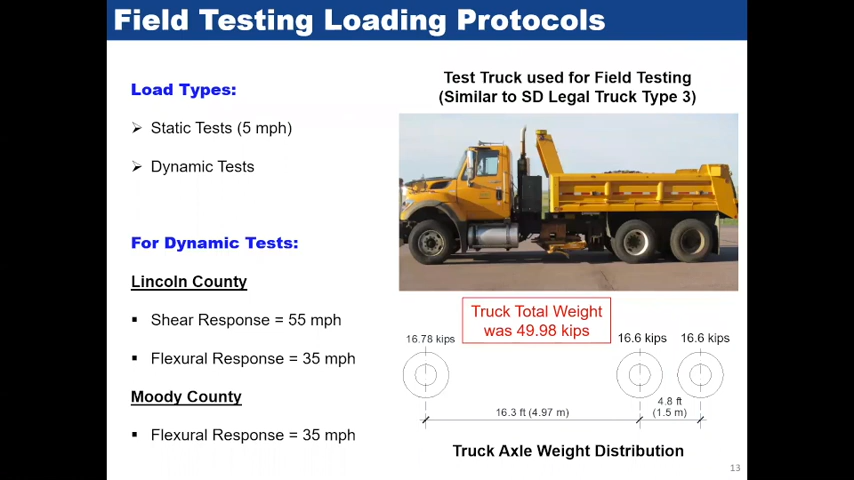 Field Testing Loading Protocols
Load Types:
➢ Static Tests (5 mph)
➢ Dynamic Tests
For Dynamic Tests:
Lincoln County
▪ Shear Response = 55 mph
▪ Flexural Response = 35 mph
Moody County
▪ Flexural Response = 35 mph
Test Truck used for Field Testing
(Similar to SD Legal Truck Type 3)
Truck Total Weight
was 49.98 kips
16.78 kips
16.6 kips
16.6 kips
16.3 ft (4.97 m)
4.8 ft
(1.5 m)
Truck Axle Weight Distribution
13